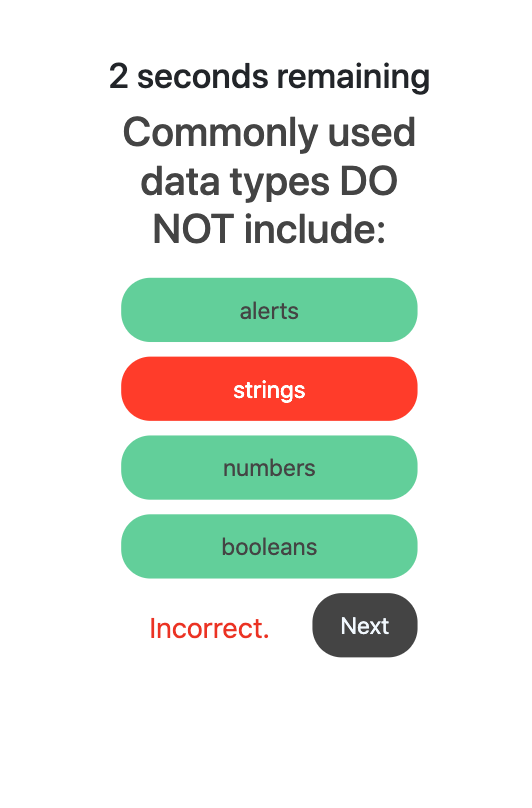 2 seconds remaining
Commonly used
data types DO
NOT include:
alerts
strings
numbers
booleans
Incorrect.
Next